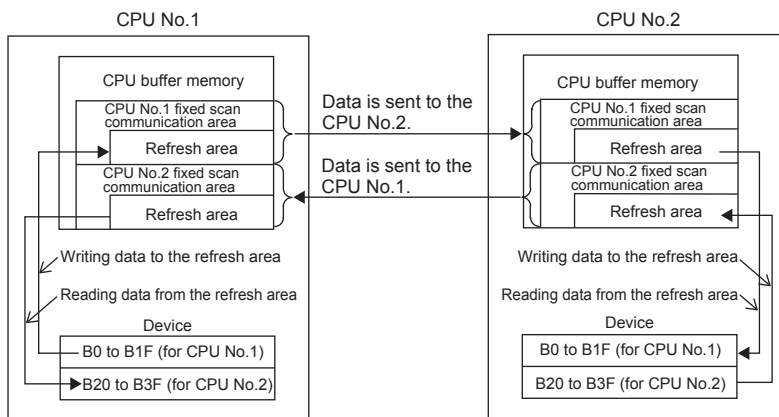 CPU No.1
CPU buffer memory
CPU No.1 fixed scan
communication area
Refresh area
CPU No.2 fixed scan
communication area
Refresh area
Writing data to the refresh area
Reading data from the refresh area
Device
B0 to B1F (for CPU No.1)
B20 to B3F (for CPU No.2)
Data is sent to the
CPU No.2.
Data is sent to the
CPU No.1.
CPU No.2
CPU buffer memory
CPU No.1 fixed scan
communication area
Refresh area
CPU No.2 fixed scan
communication area
Refresh area
Writing data to the refresh area
Reading data from the refresh area
Device
B0 to B1F (for CPU No.1)
B20 to B3F (for CPU No.2)